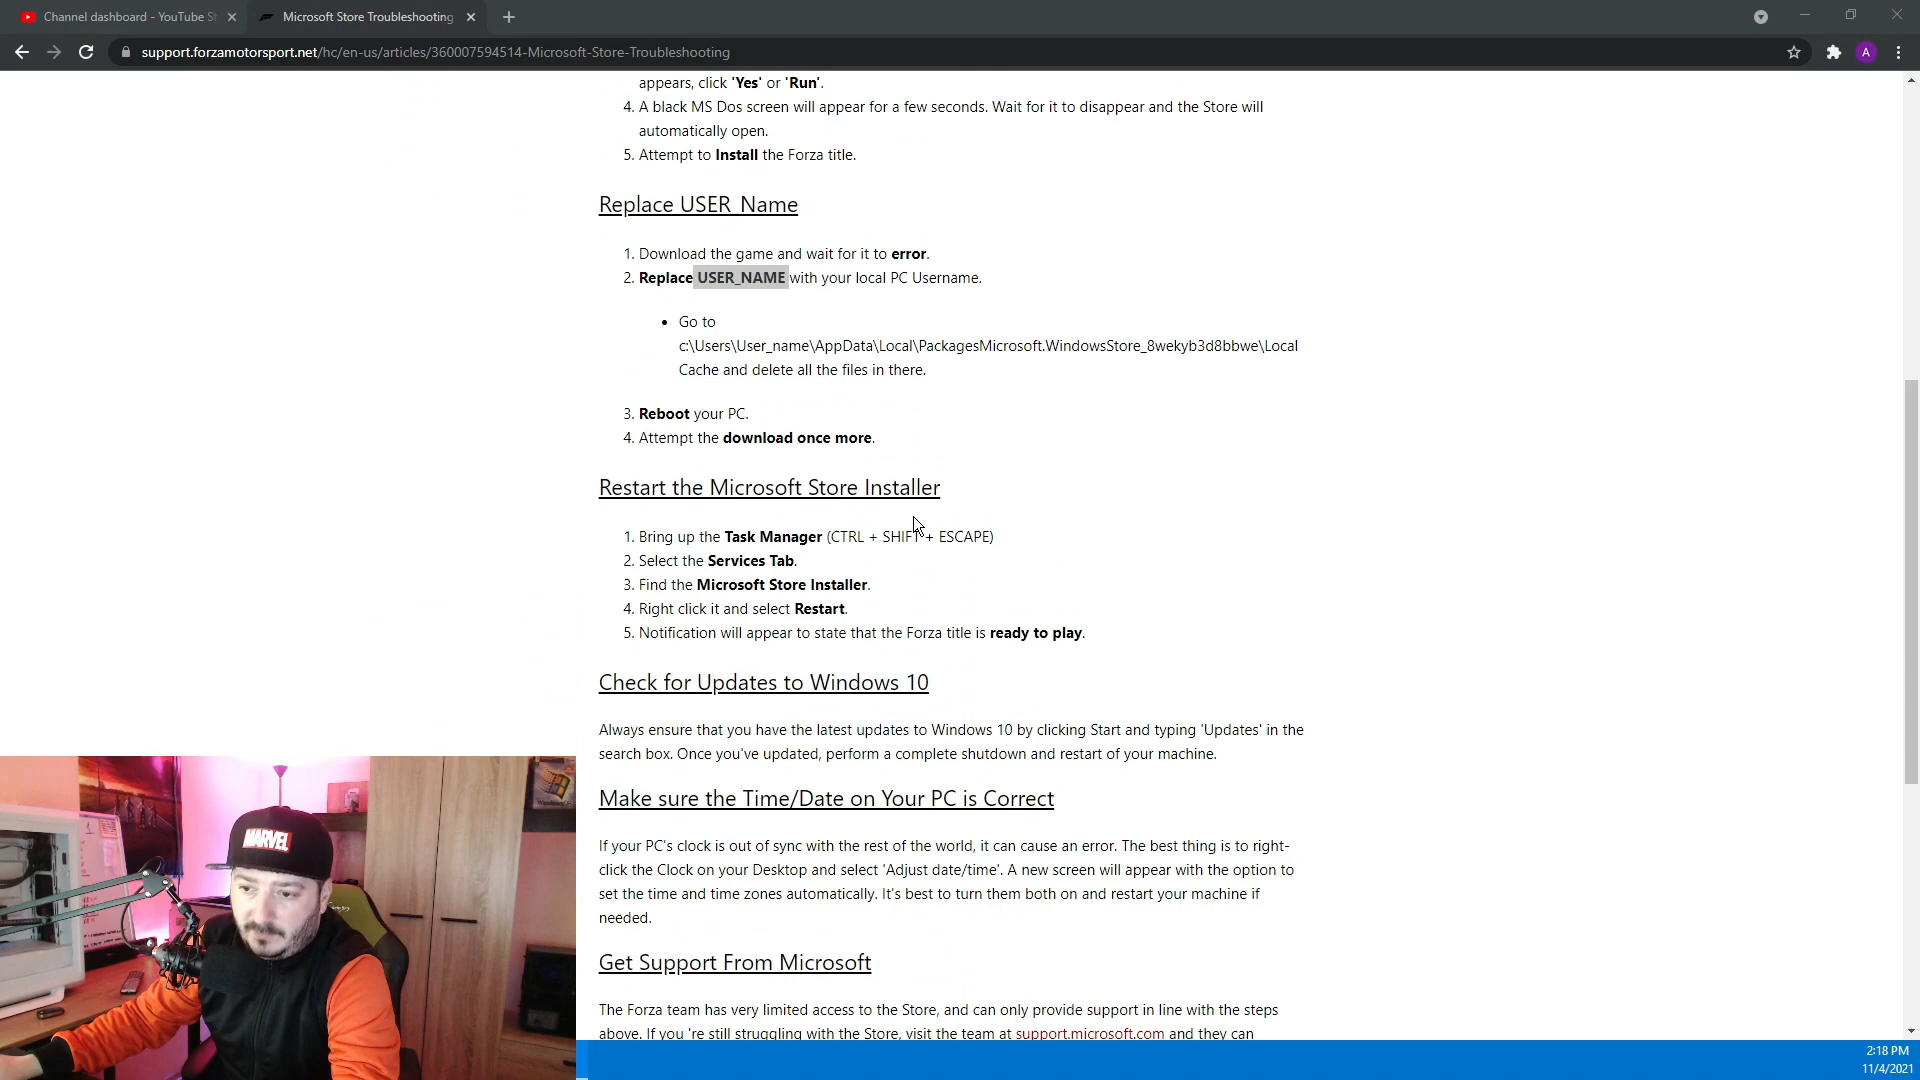 Channel dashboard - YouTube S
Microsoft Store Troubleshooting
support.forzamotorsport.net/hc/en-us/articles/360007594514-Microsoft-Store-Troubleshooting
A
appears, click 'Yes' or 'Run'.
4. A black MS Dos screen will appear for a few seconds. Wait for it to disappear and the Store will
automatically open.
5. Attempt to Install the Forza title.
Replace USER_Name
1. Download the game and wait for it to error.
2. Replace USER_NAME with your local PC Username.
• Go to
c:\Users\User_name\AppData\Local\PackagesMicrosoft.WindowsStore_8wekyb3d8bbwe\Local
Cache and delete all the files in there.
3. Reboot your PC.
4. Attempt the download once more.
Restart the Microsoft Store Installer
1. Bring up the Task Manager (CTRL + SHIFT + ESCAPE)
2. Select the Services Tab.
3. Find the Microsoft Store Installer.
4. Right click it and select Restart.
5. Notification will appear to state that the Forza title is ready to play.
Check for Updates to Windows 10
Always ensure that you have the latest updates to Windows 10 by clicking Start and typing 'Updates' in the
search box. Once you've updated, perform a complete shutdown and restart of your machine.
Make sure the Time/Date on Your PC is Correct
If your PC's clock is out of sync with the rest of the world, it can cause an error. The best thing is to right-
click the Clock on your Desktop and select 'Adjust date/time'. A new screen will appear with the option to
set the time and time zones automatically. It's best to turn them both on and restart your machine if
needed.
Get Support From Microsoft
The Forza team has very limited access to the Store, and can only provide support in line with the steps
above. If you 're still struggling with the Store, visit the team at support.microsoft.com and they can
MARVEL
2:18 PM
11/4/2021